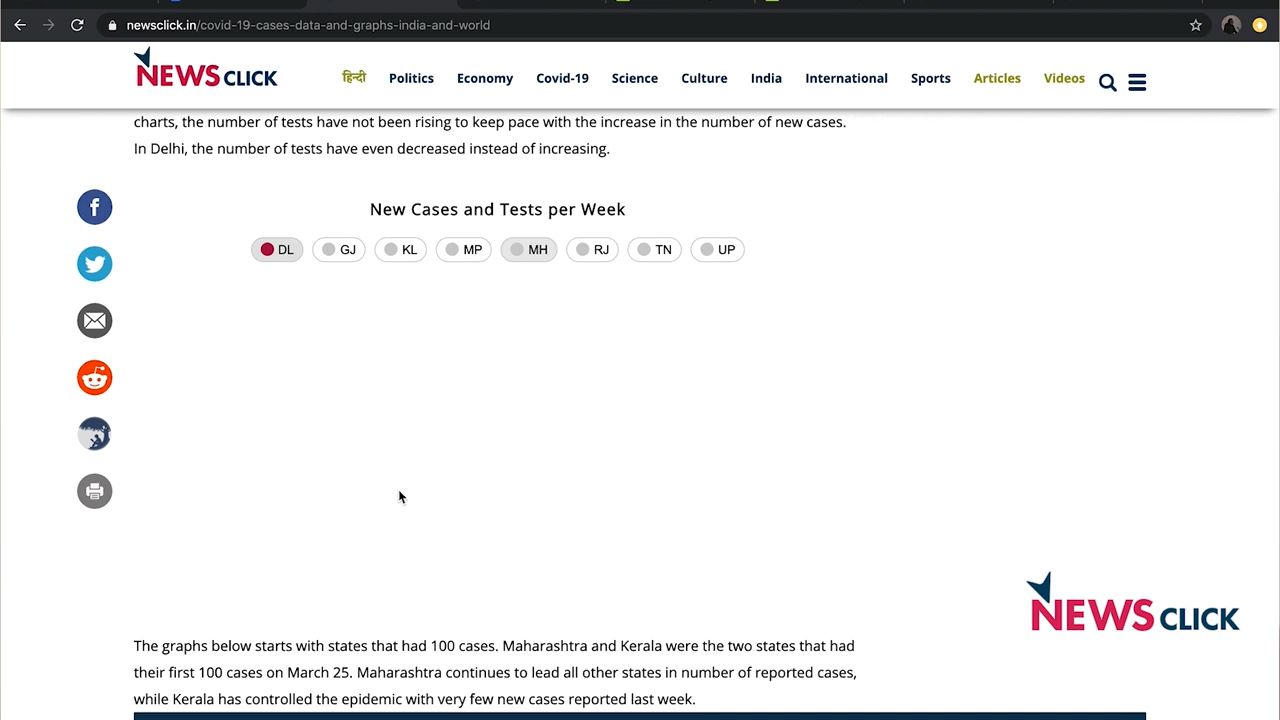 newsclick.in/covid-19-cases-data-and-graphs-india-and-world
NEWS CLICK
हिन्दी Politics Economy Covid-19 Science Culture India International Sports Articles Videos
charts, the number of tests have not been rising to keep pace with the increase in the number of new cases.
In Delhi, the number of tests have even decreased instead of increasing.
New Cases and Tests per Week
DL GJ KL MP MH RJ TN UP
NEWS CLICK
The graphs below starts with states that had 100 cases. Maharashtra and Kerala were the two states that had
their first 100 cases on March 25. Maharashtra continues to lead all other states in number of reported cases,
while Kerala has controlled the epidemic with very few new cases reported last week.